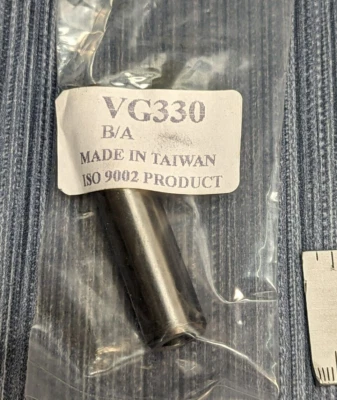 VG330
B/A
MADE IN TAIWAN
ISO 9002 PRODUCT